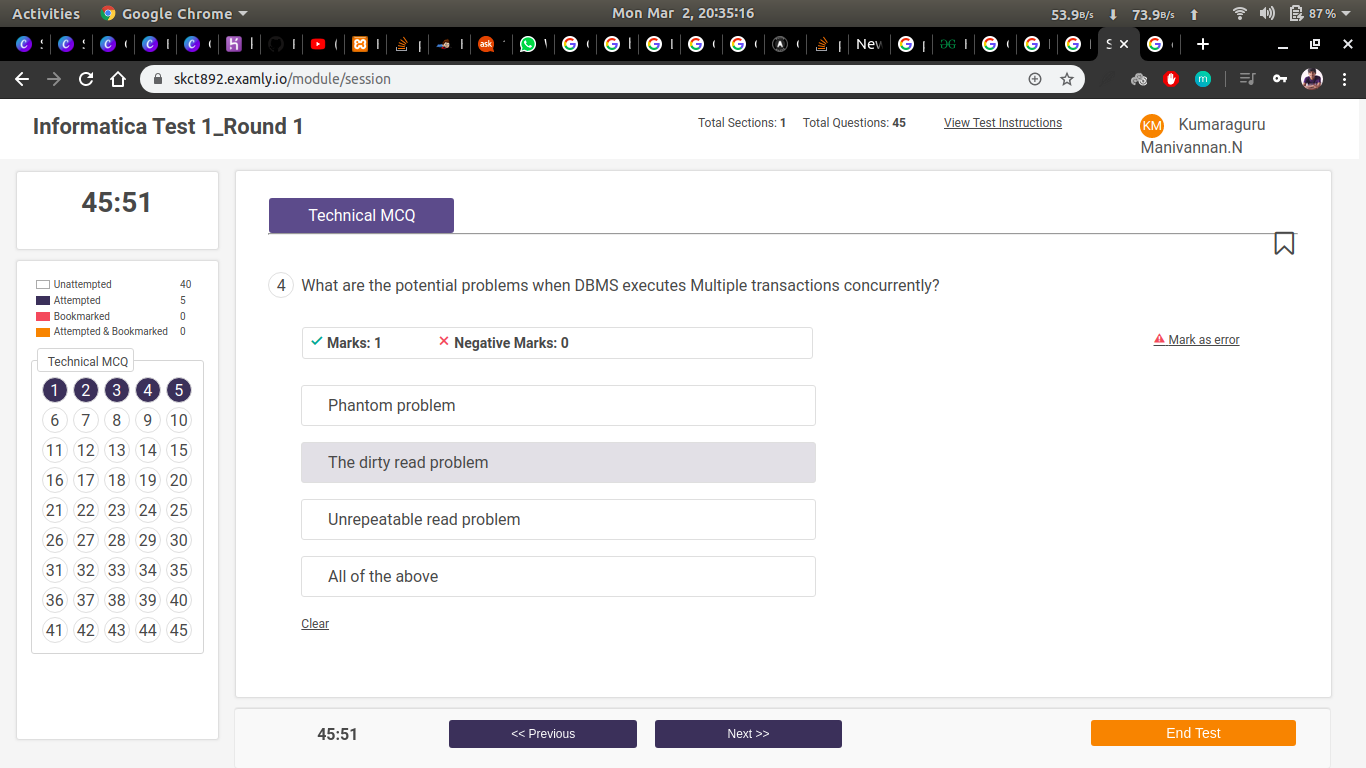 Activities Google Chrome Mon Mar 2, 20:35:16 53.9B/s 73.9B/s 87 %
New
skct892.examly.io/module/session
Informatica Test 1_Round 1
Total Sections: 1 Total Questions: 45 View Test Instructions
KM Kumaraguru
Manivannan.N
45:51
Technical MCQ
Unattempted 40
Attempted 5
Bookmarked 0
Attempted & Bookmarked 0
Technical MCQ
1 2 3 4 5
6 7 8 9 10
11 12 13 14 15
16 17 18 19 20
21 22 23 24 25
26 27 28 29 30
31 32 33 34 35
36 37 38 39 40
41 42 43 44 45
4 What are the potential problems when DBMS executes Multiple transactions concurrently?
Marks: 1 Negative Marks: 0
Mark as error
Phantom problem
The dirty read problem
Unrepeatable read problem
All of the above
Clear
45:51 << Previous Next >> End Test